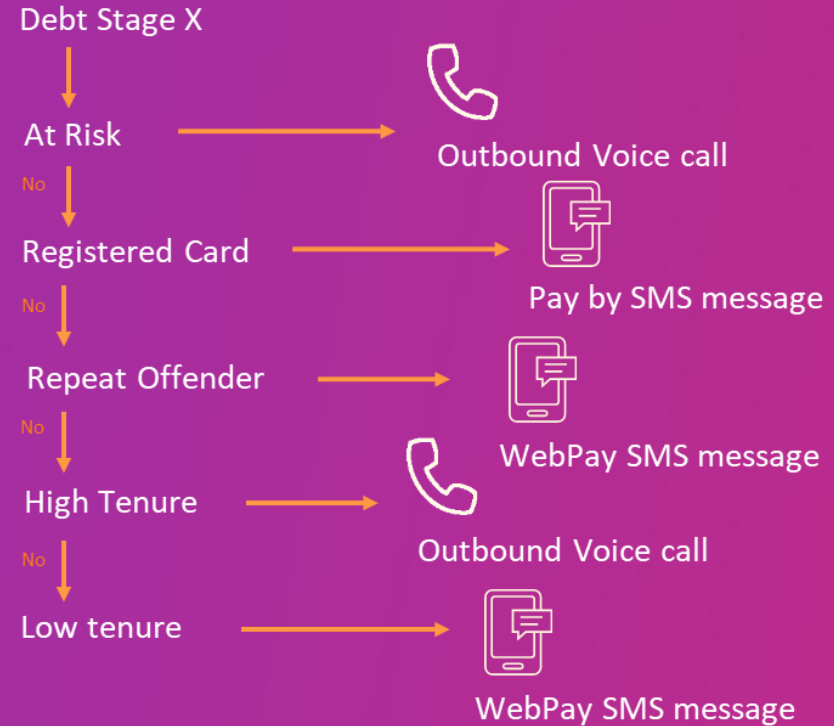 Debt Stage X
At Risk
Outbound Voice call
No
Registered Card
Pay by SMS message
No
Repeat Offender
WebPay SMS message
No
High Tenure
Outbound Voice call
No
Low tenure
WebPay SMS message